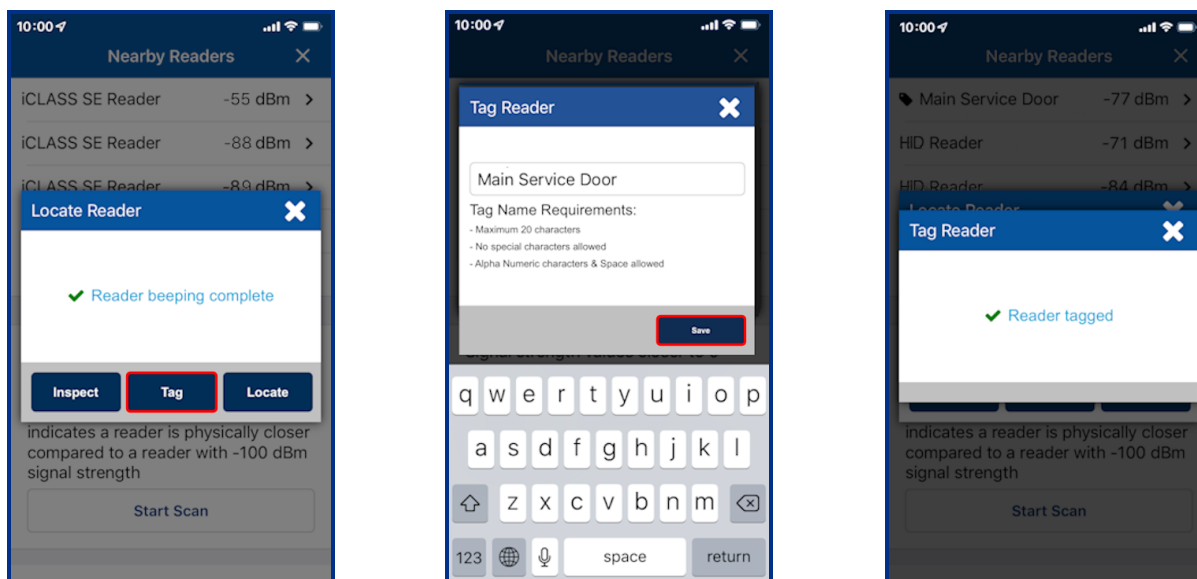 10:00
Nearby Readers
iCLASS SE Reader -55 dBm
iCLASS SE Reader -88 dBm
iCLASS SE Reader -89 dBm
Locate Reader
Reader beeping complete
Inspect Tag Locate
indicates a reader is physically closer
compared to a reader with -100 dBm
signal strength
Start Scan
10:00
Nearby Readers
Tag Reader
Main Service Door
Tag Name Requirements:
- Maximum 20 characters
- No special characters allowed
- Alpha Numeric characters & Space allowed
Save
q w e r t y u i o p
a s d f g h j k l
z x c v b n m
123 space return
10:00
Nearby Readers
Main Service Door -77 dBm
HID Reader -71 dBm
HID Reader -84 dBm
Locate Reader
Tag Reader
Reader tagged
indicates a reader is physically closer
compared to a reader with -100 dBm
signal strength
Start Scan